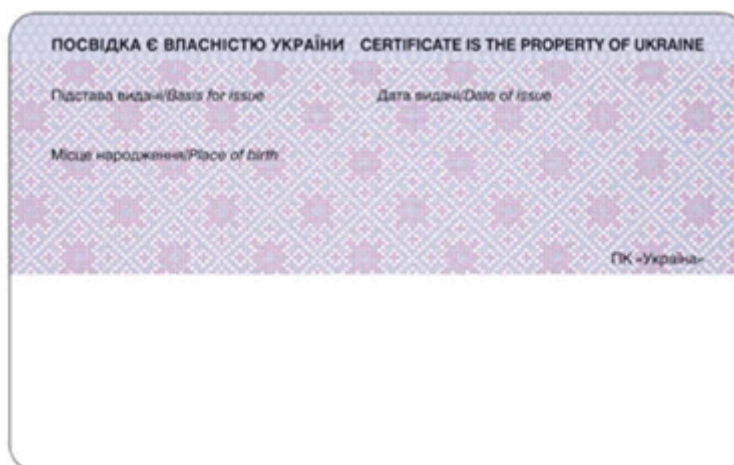 ПОСВІДКА Є ВЛАСНІСТЮ УКРАЇНИ CERTIFICATE IS THE PROPERTY OF UKRAINE
Підстава видачі/Basis for issue Дата видачі/Date of issue
Місце народження/Place of birth
ПК «Україна»